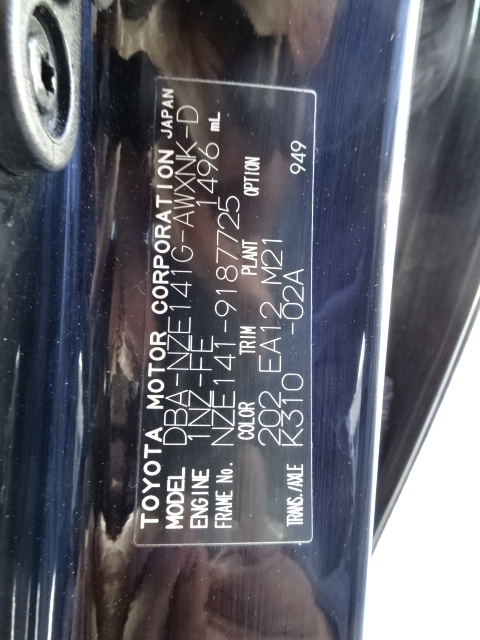 TOYOTA MOTOR CORPORATION JAPAN
MODEL DBA-NZE141G-AWXNK-D
ENGINE 1NZ-FE 1496 mL
FRAME No. NZE141-9187725
COLOR TRIM PLANT OPTION
202 EA12 M21
TRANS./AXLE K310 -02A 949